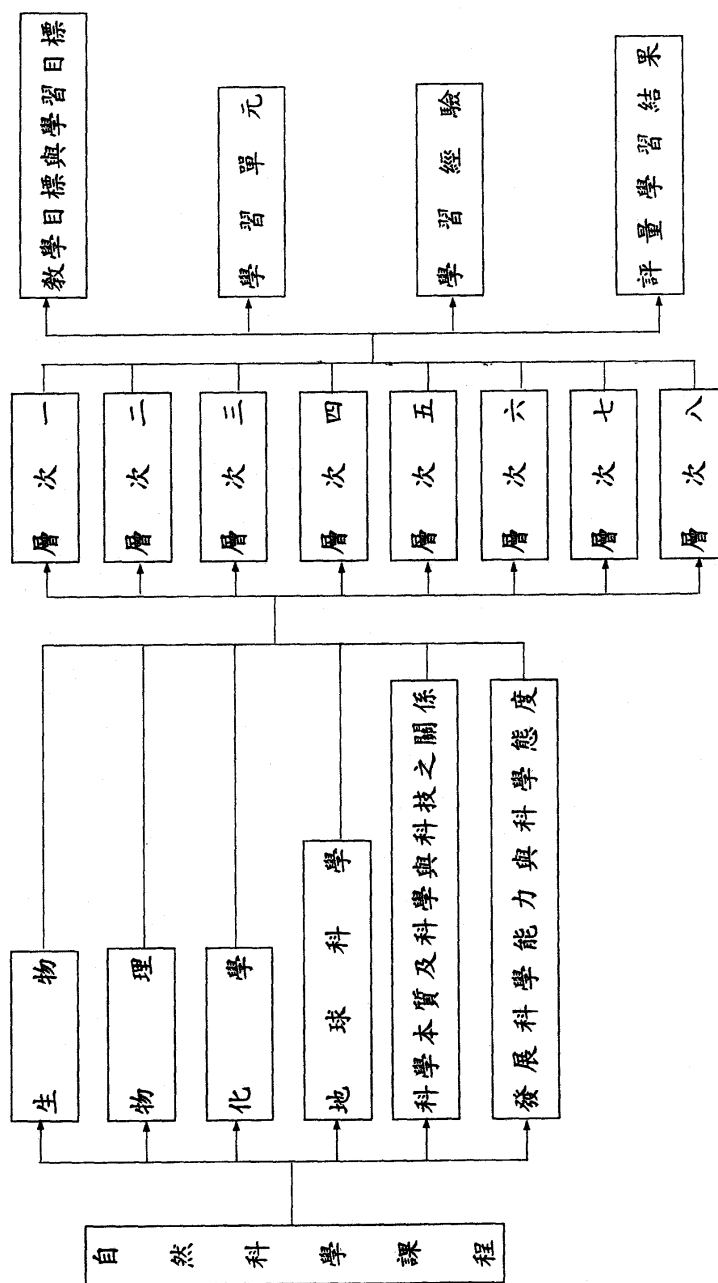 自然科學課程
生物
物理
化學
地球科學
科學本質及科學與科技之關係
發展科學能力與科學態度
層次一
層次二
層次三
層次四
層次五
層次六
層次七
層次八
教學目標與學習目標
學習單元
學習經驗
評量學習結果